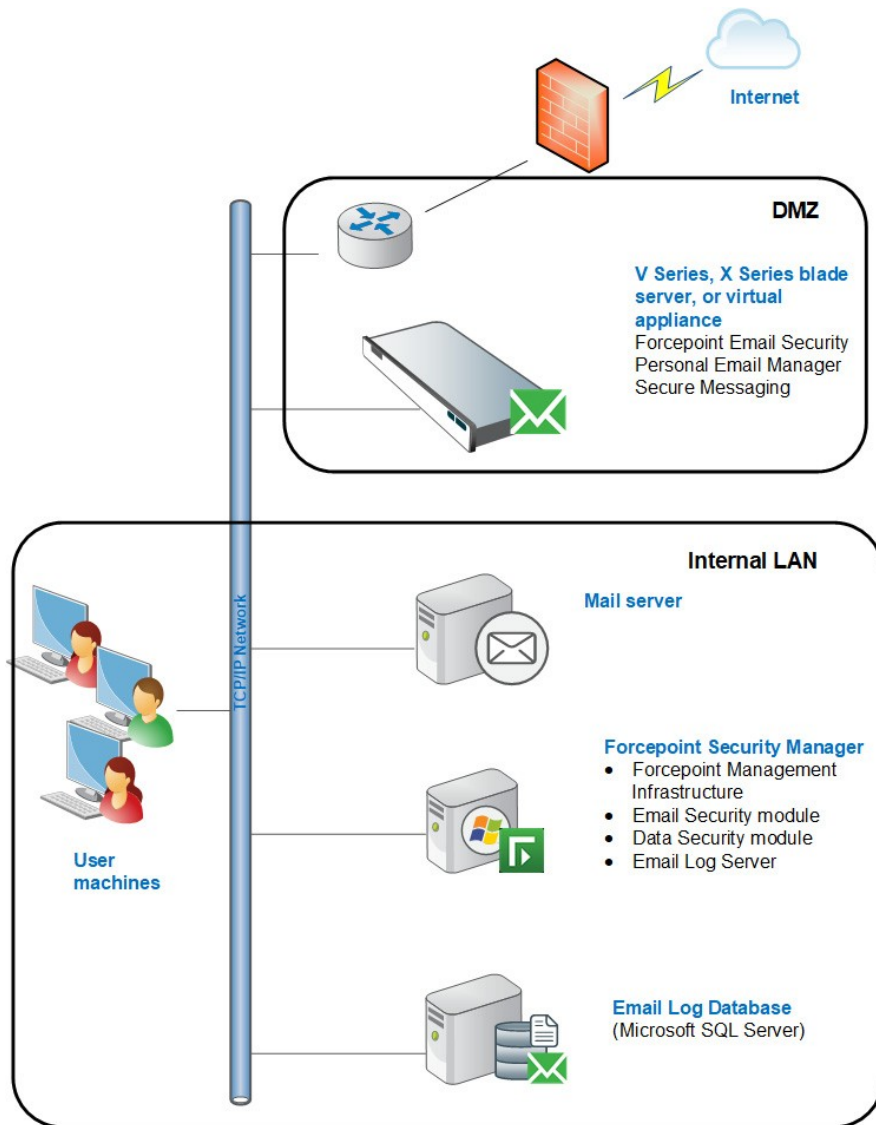 Internet
DMZ
V Series, X Series blade
server, or virtual
appliance
Forcepoint Email Security
Personal Email Manager
Secure Messaging
Internal LAN
Mail server
TCP/IP Network
Forcepoint Security Manager
• Forcepoint Management
Infrastructure
• Email Security module
• Data Security module
• Email Log Server
User
machines
Email Log Database
(Microsoft SQL Server)